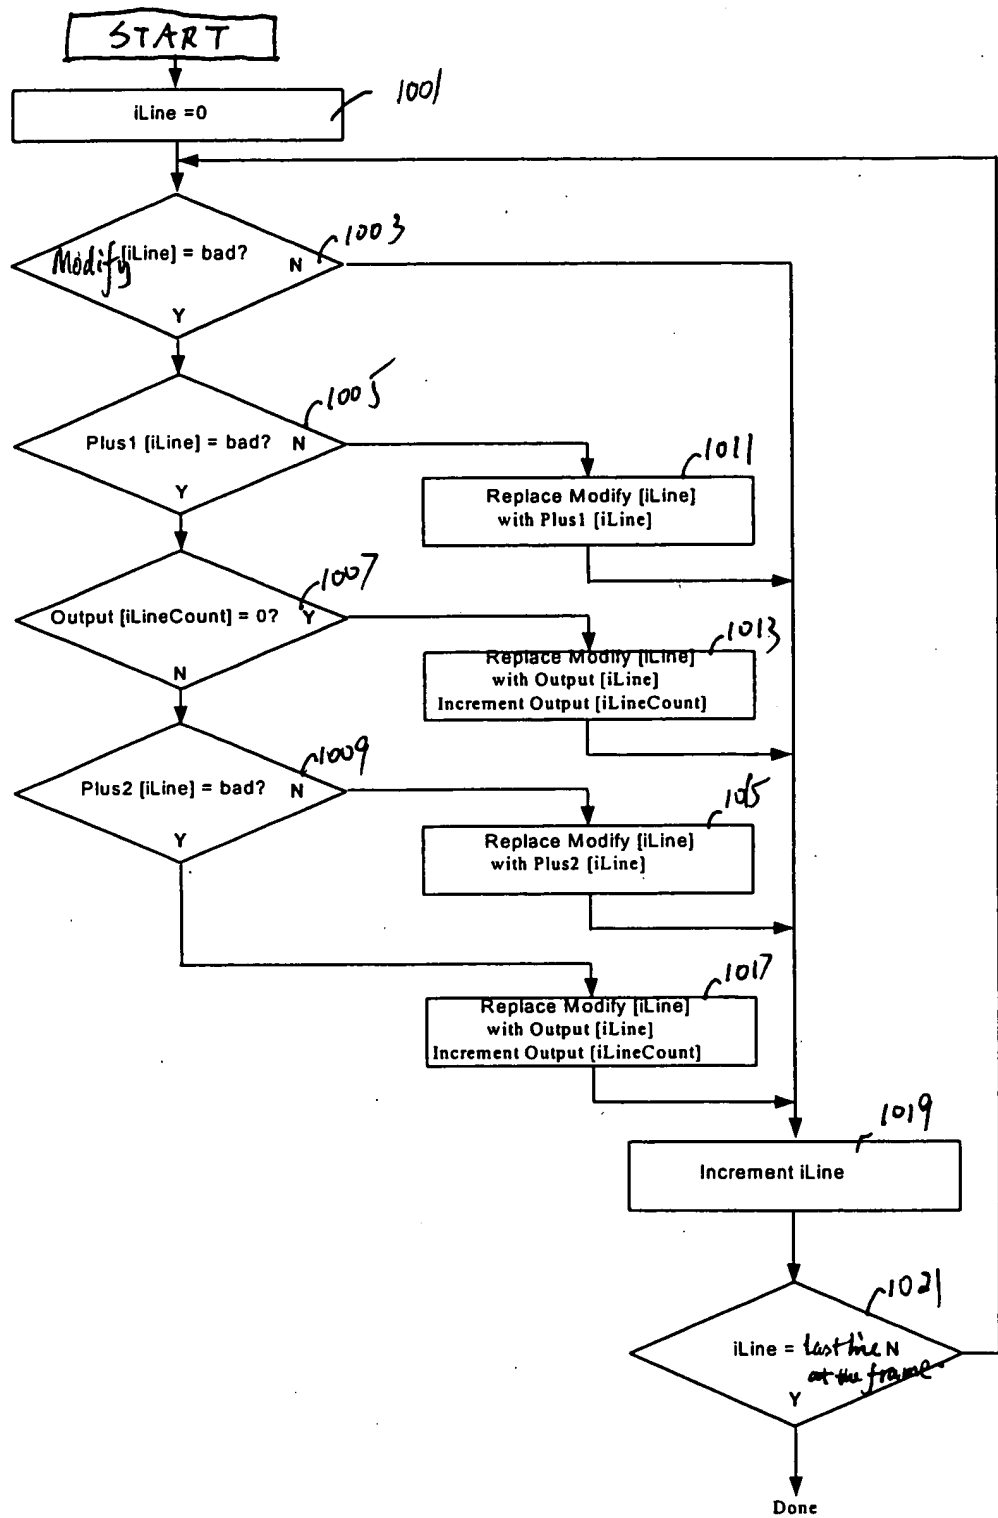 START
1001
iLine =0
1003
Modify [iLine] = bad?
N
Y
1005
Plus1 [iLine] = bad? N
Y
1011
Replace Modify [iLine]
with Plus1 [iLine]
1007
Output [iLineCount] = 0? Y
N
1013
Replace Modify [iLine]
with Output [iLine]
Increment Output [iLineCount]
1009
Plus2 [iLine] = bad? N
Y
1015
Replace Modify [iLine]
with Plus2 [iLine]
1017
Replace Modify [iLine]
with Output [iLine]
Increment Output [iLineCount]
1019
Increment iLine
1021
iLine = last line N
at the frame
Y
Done